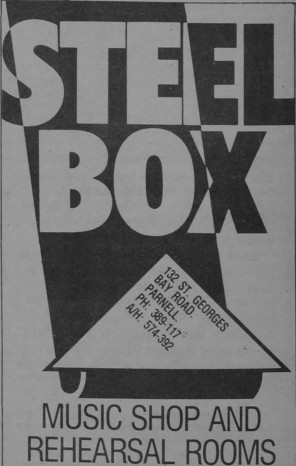 STEEL
BOX
132 ST. GEORGES
BAY ROAD.
PARNELL.
PH: 389-117
A/H: 574-392
MUSIC SHOP AND
REHEARSAL ROOMS